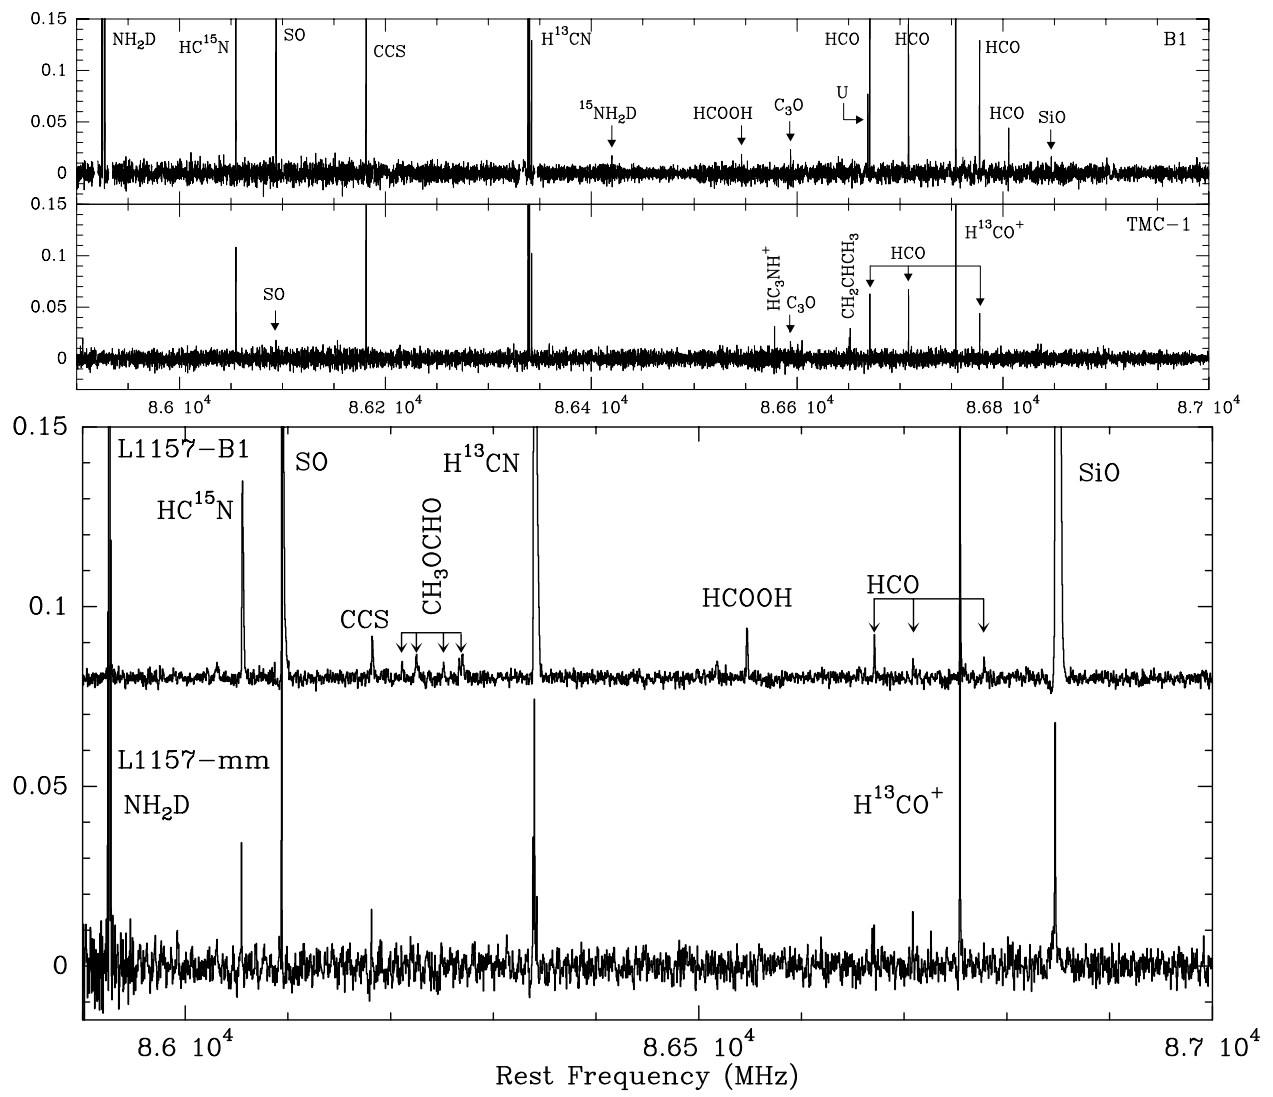 0.15
NH₂D
HC¹⁵N
SO
CCS
H¹³CN
HCO
HCO
HCO
B1
0.1
¹⁵NH₂D
HCOOH
C₃O
U
HCO
SiO
0.05
0
0.15
TMC-1
H¹³CO⁺
0.1
SO
HC₃NH⁺
C₃O
CH₂CHCH₃
HCO
0.05
0
8.6 10⁴
8.62 10⁴
8.64 10⁴
8.66 10⁴
8.68 10⁴
8.7 10⁴
0.15
L1157-B1
HC¹⁵N
SO
H¹³CN
SiO
CH₃OCHO
0.1
CCS
HCOOH
HCO
L1157-mm
0.05
NH₂D
H¹³CO⁺
0
8.6 10⁴
8.65 10⁴
8.7 10⁴
Rest Frequency (MHz)